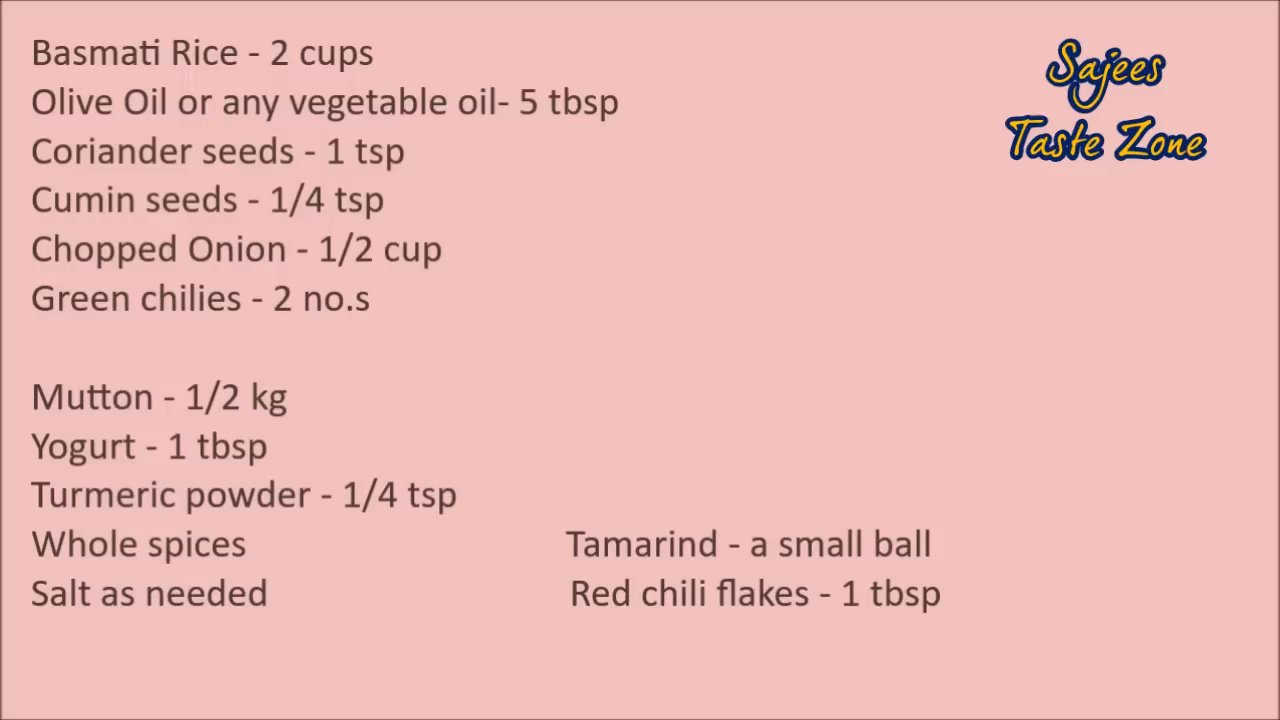 Basmati Rice - 2 cups
Olive Oil or any vegetable oil- 5 tbsp
Coriander seeds - 1 tsp
Cumin seeds - 1/4 tsp
Chopped Onion - 1/2 cup
Green chilies - 2 no.s
Mutton - 1/2 kg
Yogurt - 1 tbsp
Turmeric powder - 1/4 tsp
Whole spices
Salt as needed
Tamarind - a small ball
Red chili flakes - 1 tbsp
Sajees
Taste Zone